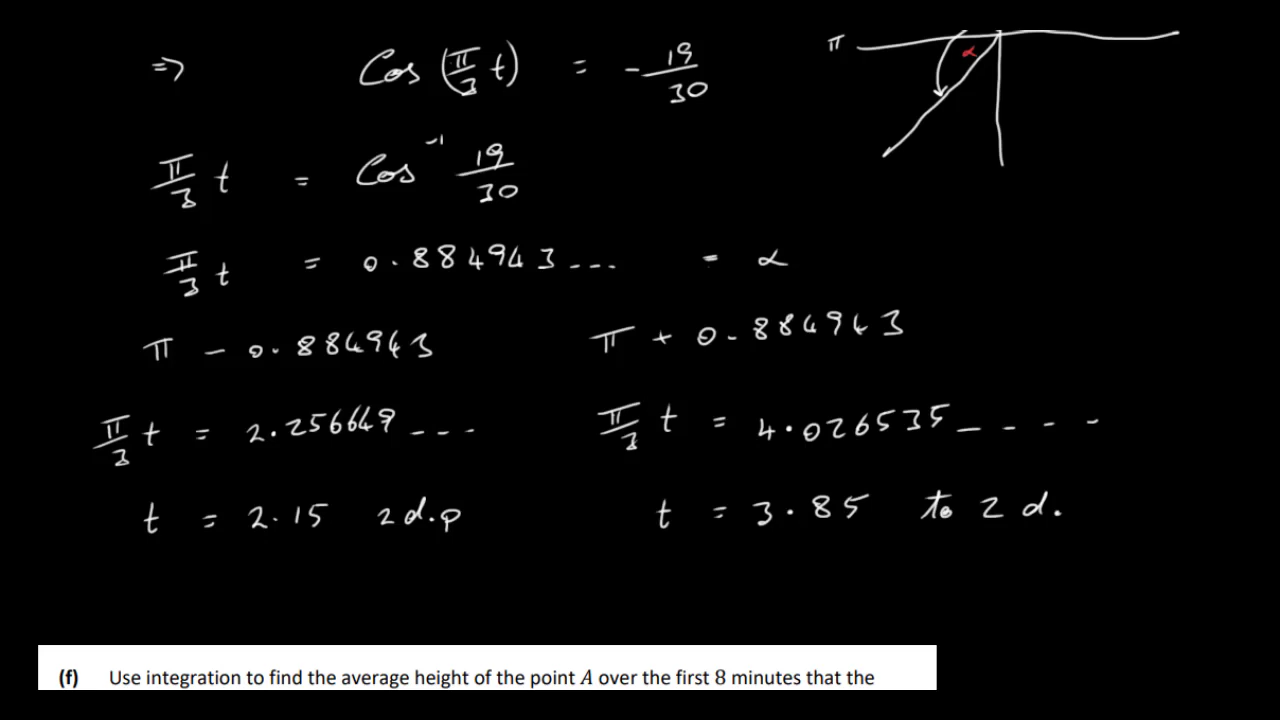 => Cos (π/3 t) = - 19/30
π
α
π/3 t = Cos⁻¹ 19/30
π/3 t = 0.884943... = α
π - 0.884943 π + 0.884943
π/3 t = 2.256649... π/3 t = 4.026535....
t = 2.15 2d.p t = 3.85 to 2 d.
(f) Use integration to find the average height of the point A over the first 8 minutes that the